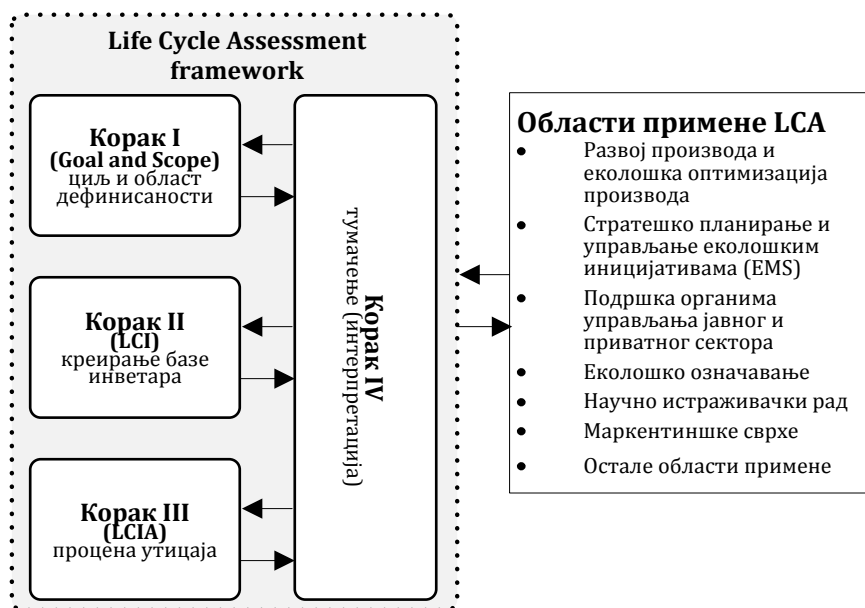 Life Cycle Assessment
framework
Корак I
(Goal and Scope)
циљ и област
дефинисаности
Корак II
(LCI)
креирање базе
инветара
Корак III
(LCIA)
процена утицаја
Корак IV
тумачење (интерпретација)
Области примене LCA
• Развој производа и
еколошка оптимизација
производа
• Стратешко планирање и
управљање еколошким
иницијативама (EMS)
• Подршка органима
управљања јавног и
приватног сектора
• Еколошко означавање
• Научно истраживачки рад
• Маркентиншке сврхе
• Остале области примене